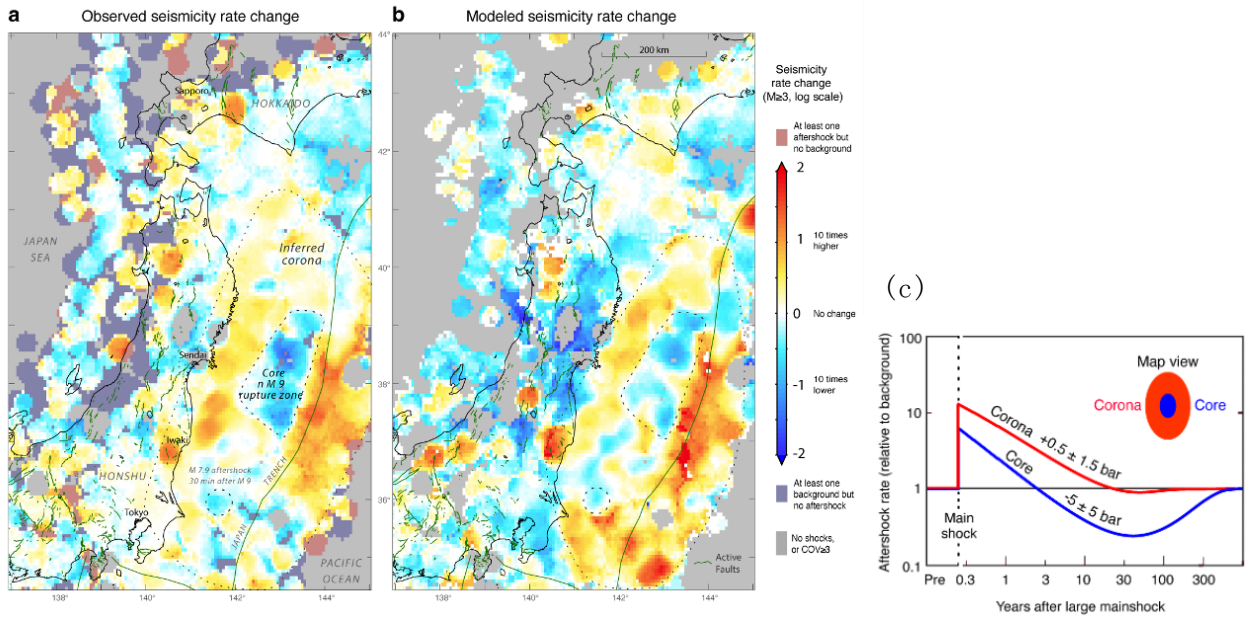 a
Observed seismicity rate change
b
Modeled seismicity rate change
Sapporo
HOKKAIDO
JAPAN
SEA
Inferred
corona
Sendai
Core
n M 9
rupture zone
Iwaki
M 7.9 aftershock
30 min after M 9
HONSHU
TRENCH
Tokyo
JAPAN
PACIFIC
OCEAN
138°
140°
142°
144°
44°
42°
40°
38°
36°
200 km
Active
Faults
138°
140°
142°
144°
Seismicity
rate change
(M≥3, log scale)
At least one
aftershock but
no background
2
1
10 times
higher
0
No change
-1
10 times
lower
-2
At least one
background but
no aftershock
No shocks,
or COV≥3
(c)
Aftershock rate (relative to background)
100
10
1
0.1
Map view
Corona
Core
Corona +0.5 ± 1.5 bar
Core
-5 ± 5 bar
Main
shock
Pre
0.3
1
3
10
30
100
300
Years after large mainshock